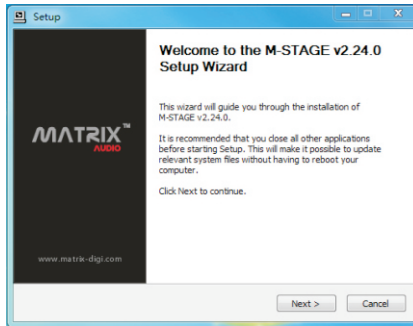 Setup
Welcome to the M-STAGE v2.24.0
Setup Wizard
This wizard will guide you through the installation of
M-STAGE v2.24.0.
It is recommended that you close all other applications
before starting Setup. This will make it possible to update
relevant system files without having to reboot your
computer.
Click Next to continue.
MATRIX™
AUDIO
www.matrix-digi.com
Next >
Cancel